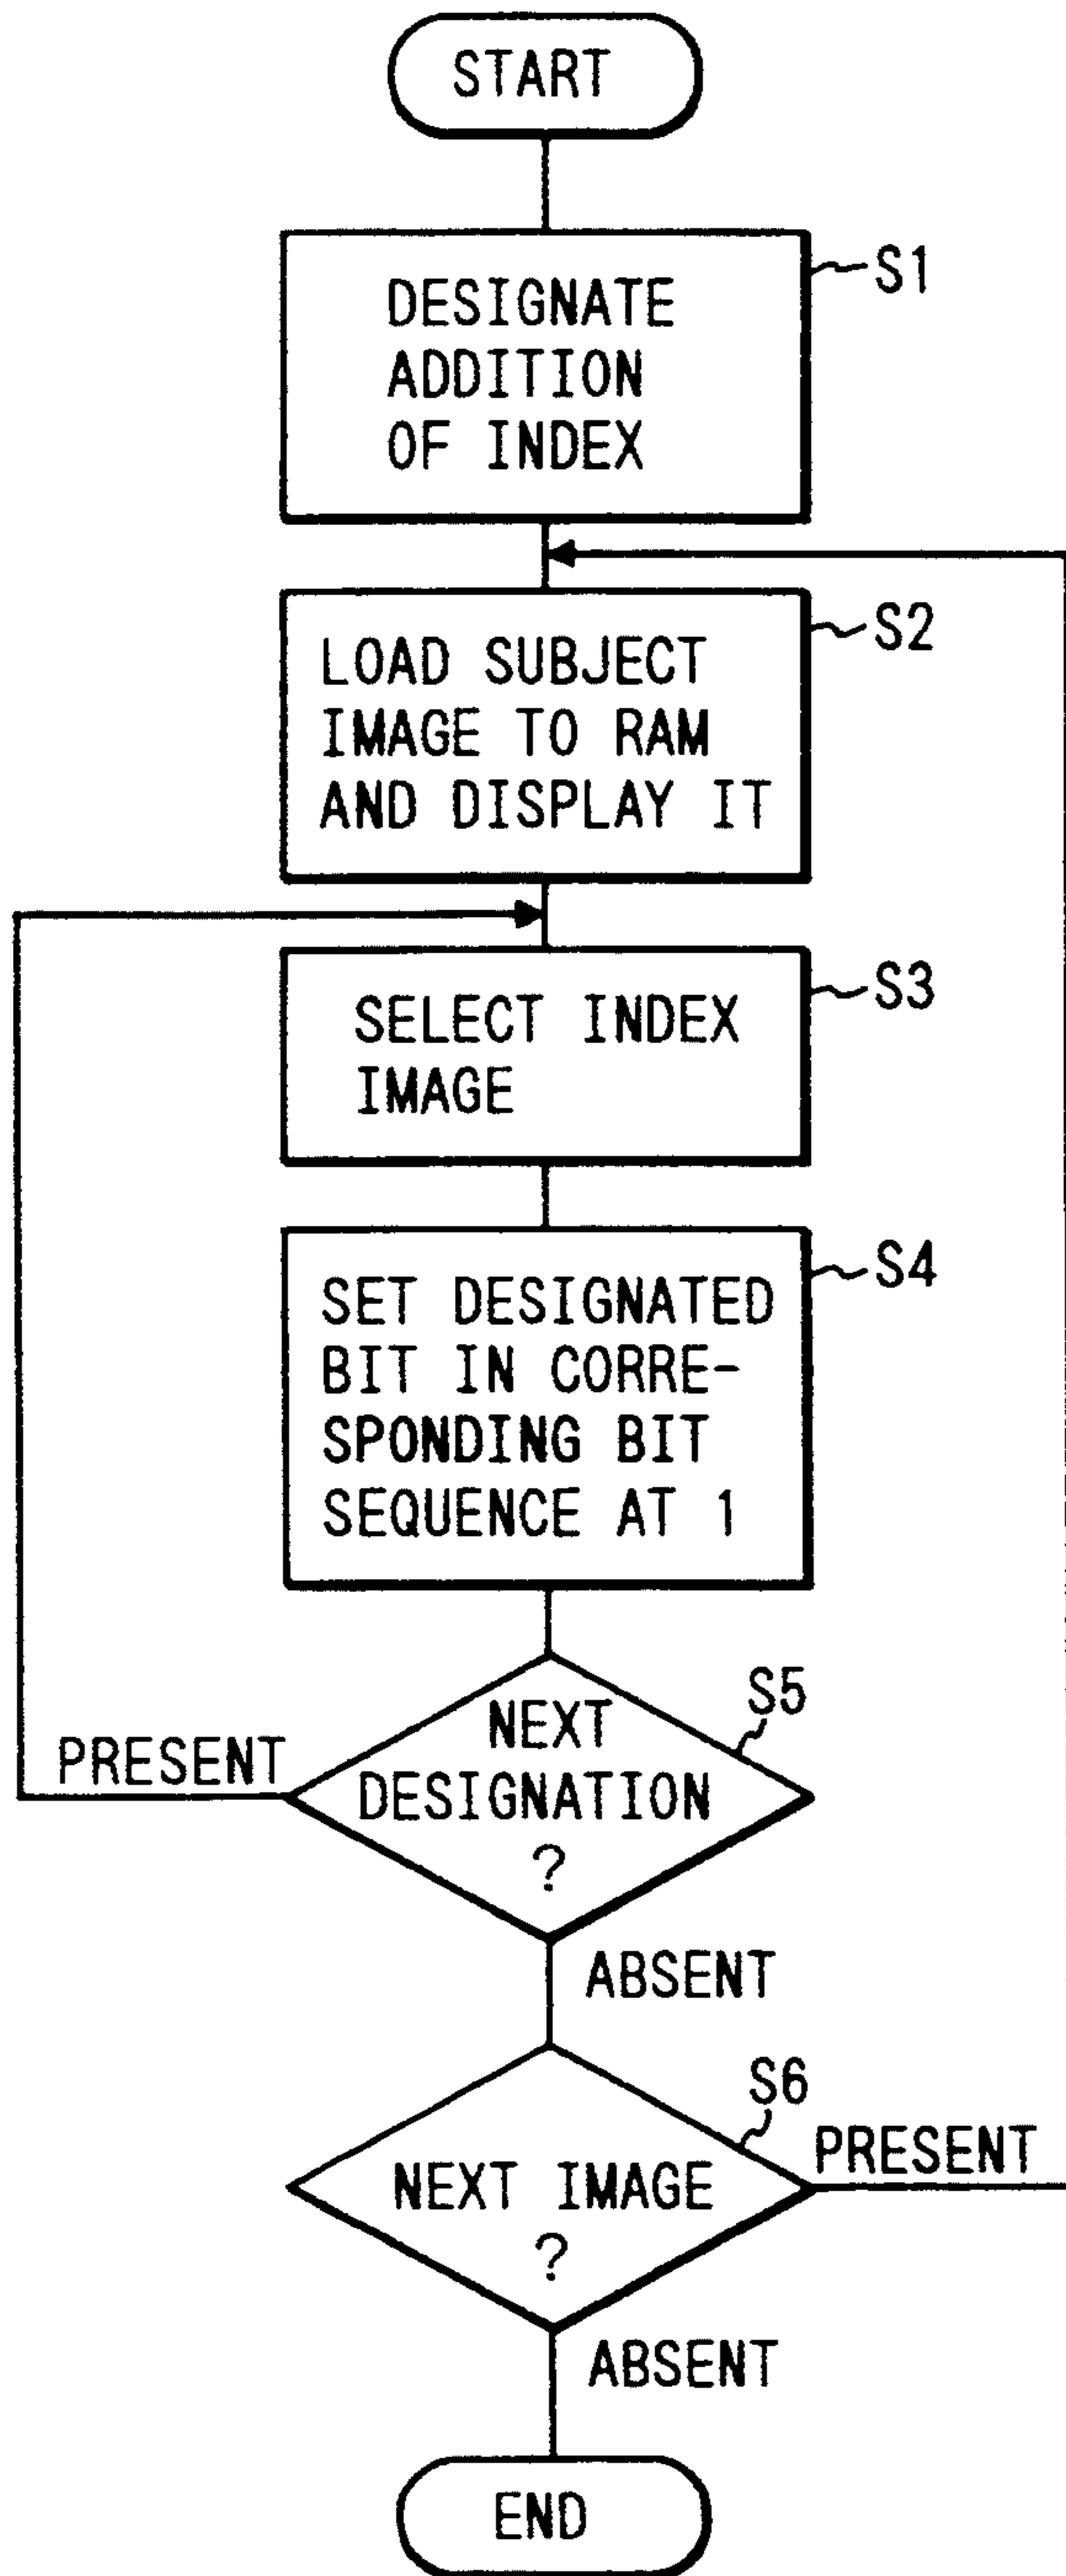 START
S1
DESIGNATE
ADDITION
OF INDEX
S2
LOAD SUBJECT
IMAGE TO RAM
AND DISPLAY IT
S3
SELECT INDEX
IMAGE
S4
SET DESIGNATED
BIT IN CORRE-
SPONDING BIT
SEQUENCE AT 1
S5
NEXT
DESIGNATION
?
PRESENT
ABSENT
S6
NEXT IMAGE
?
PRESENT
ABSENT
END